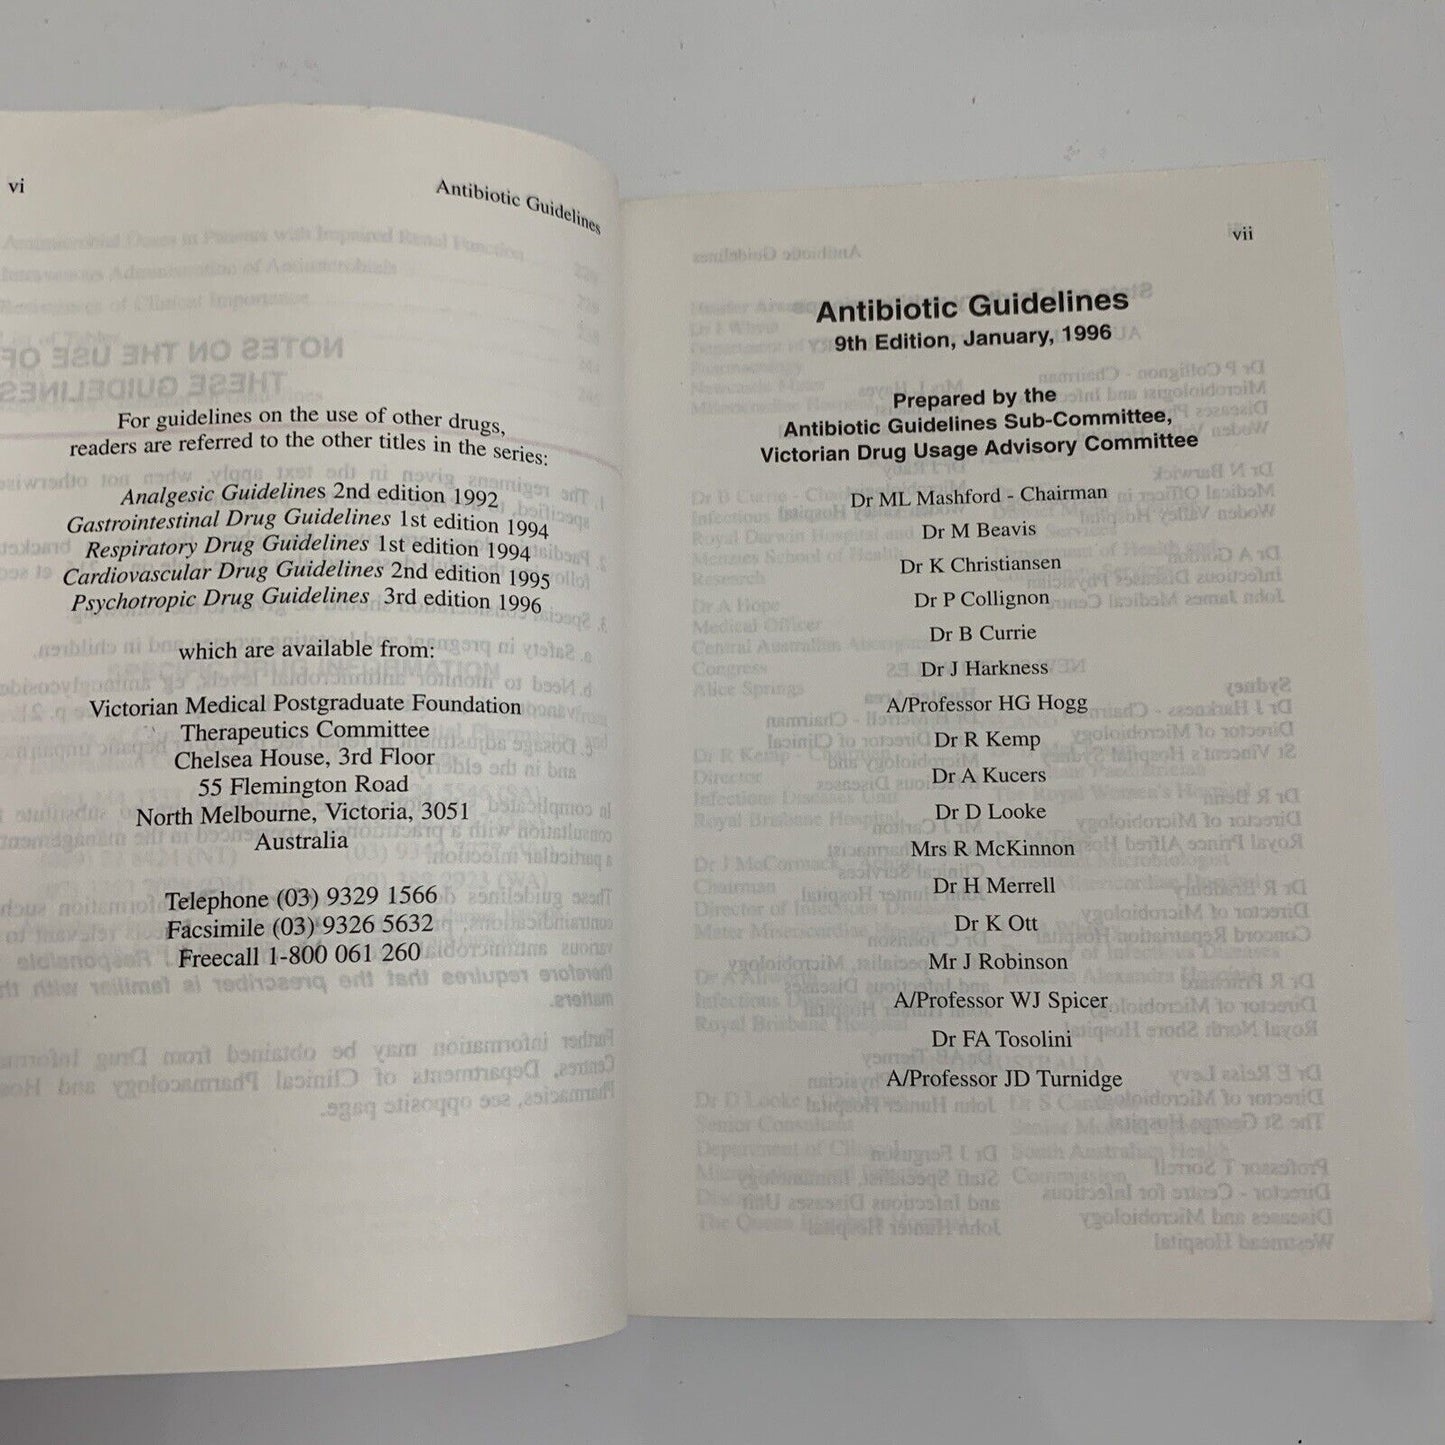 vi
Antibiotic Guidelines
For guidelines on the use of other drugs,
readers are referred to the other titles in the series:
Analgesic Guidelines 2nd edition 1992
Gastrointestinal Drug Guidelines 1st edition 1994
Respiratory Drug Guidelines 1st edition 1994
Cardiovascular Drug Guidelines 2nd edition 1995
Psychotropic Drug Guidelines 3rd edition 1996
which are available from:
Victorian Medical Postgraduate Foundation
Therapeutics Committee
Chelsea House, 3rd Floor
55 Flemington Road
North Melbourne, Victoria, 3051
Australia
Telephone (03) 9329 1566
Facsimile (03) 9326 5632
Freecall 1-800 061 260
vii
Antibiotic Guidelines
9th Edition, January, 1996
Prepared by the
Antibiotic Guidelines Sub-Committee,
Victorian Drug Usage Advisory Committee
Dr ML Mashford - Chairman
Dr M Beavis
Dr K Christiansen
Dr P Collignon
Dr B Currie
Dr J Harkness
A/Professor HG Hogg
Dr R Kemp
Dr A Kucers
Dr D Looke
Mrs R McKinnon
Dr H Merrell
Dr K Ott
Mr J Robinson
A/Professor WJ Spicer
Dr FA Tosolini
A/Professor JD Turnidge